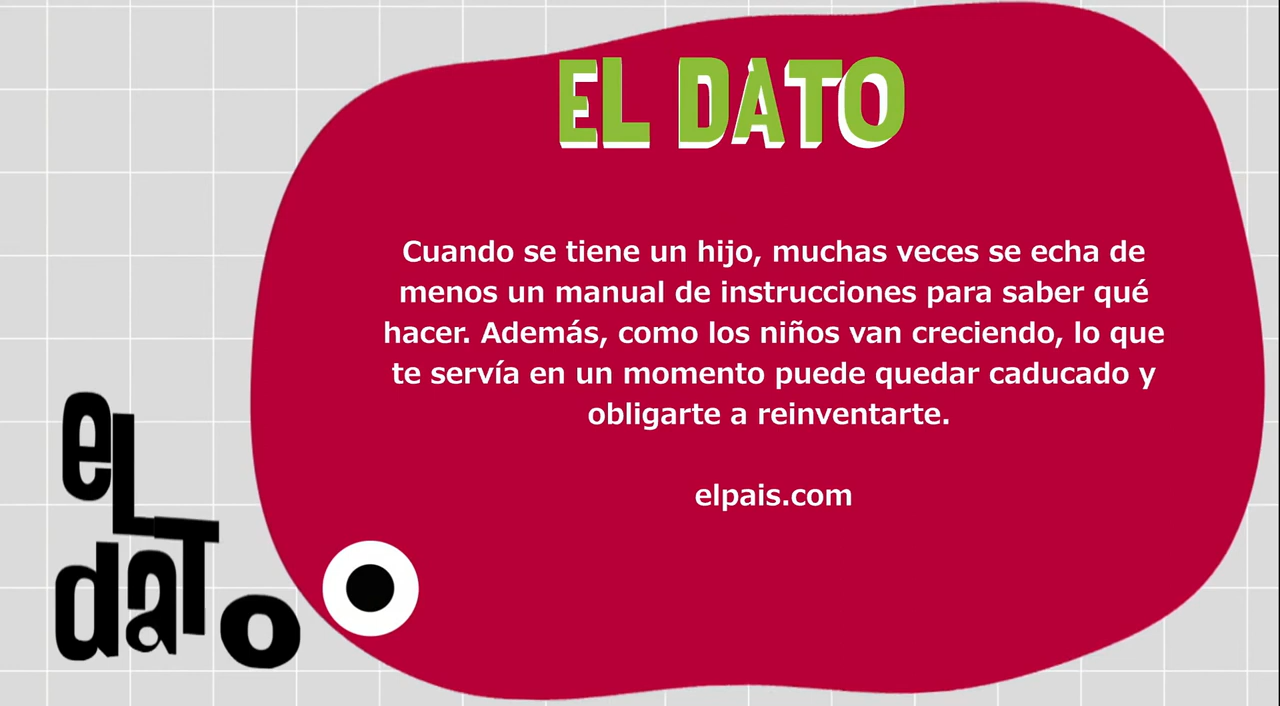 EL DATO
Cuando se tiene un hijo, muchas veces se echa de
menos un manual de instrucciones para saber qué
hacer. Además, como los niños van creciendo, lo que
te servía en un momento puede quedar caducado y
obligarte a reinventarte.
elpais.com
eL
daTo